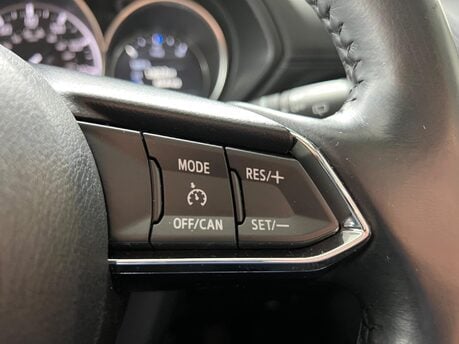 MODE
RES/+
OFF/CAN
SET/–